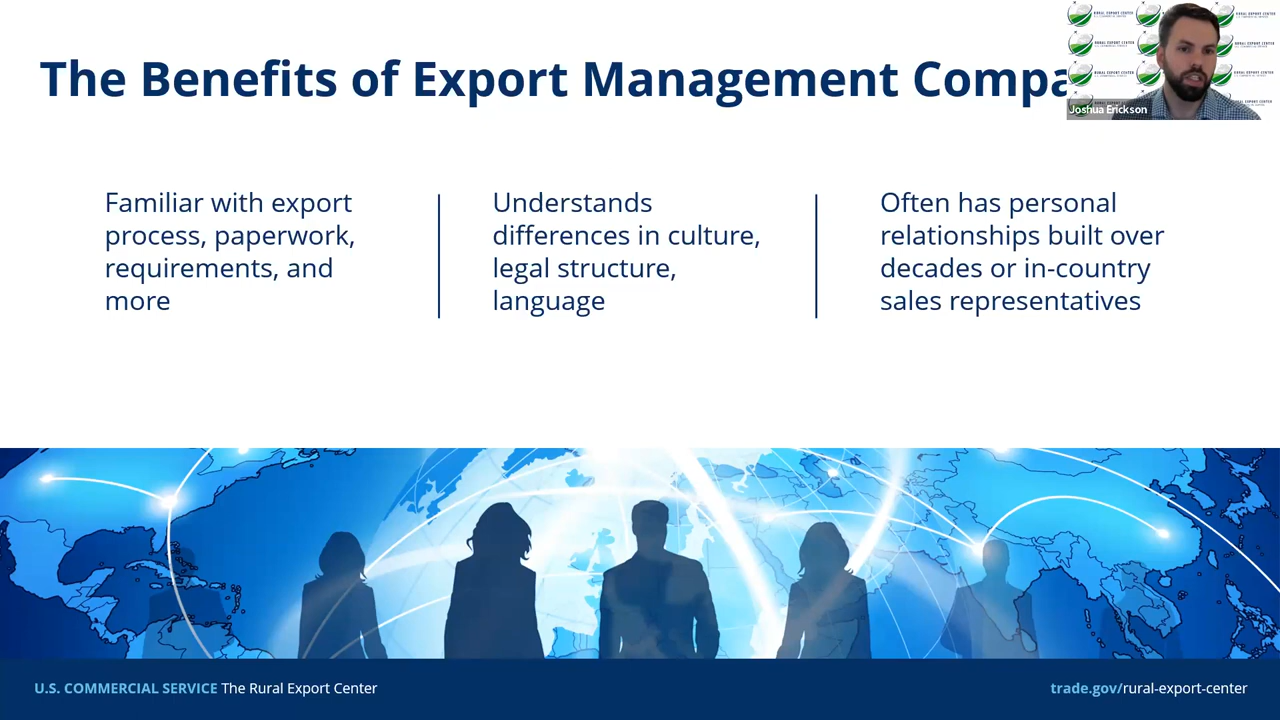 The Benefits of Export Management Compa
Joshua Erickson
Familiar with export
process, paperwork,
requirements, and
more
Understands
differences in culture,
legal structure,
language
Often has personal
relationships built over
decades or in-country
sales representatives
U.S. COMMERCIAL SERVICE The Rural Export Center
trade.gov/rural-export-center